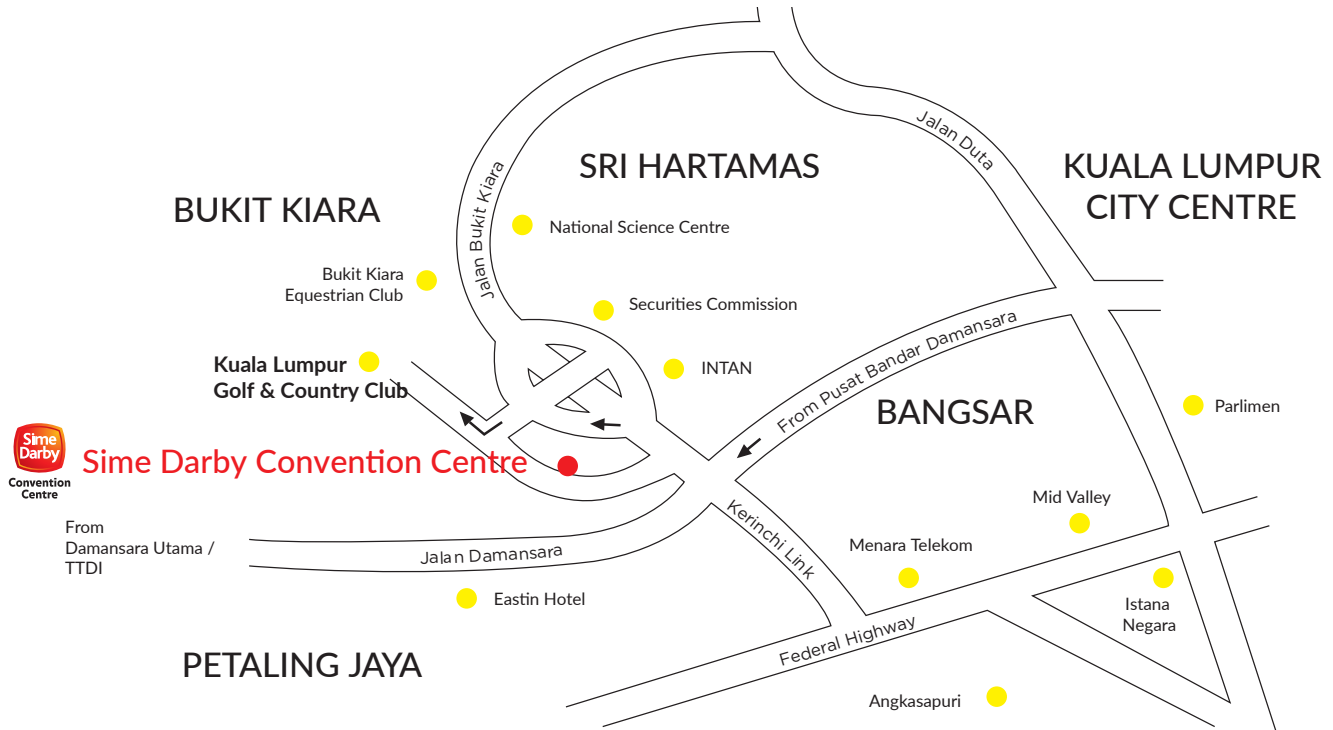 Jalan Duta
SRI HARTAMAS
KUALA LUMPUR
CITY CENTRE
BUKIT KIARA
Jalan Bukit Kiara
National Science Centre
Bukit Kiara
Equestrian Club
Securities Commission
From Pusat Bandar Damansara
Kuala Lumpur
Golf & Country Club
INTAN
BANGSAR
Parlimen
Sime
Darby
Convention
Centre
Sime Darby Convention Centre
Mid Valley
Kerinchi Link
From
Damansara Utama /
TTDI
Jalan Damansara
Menara Telekom
Eastin Hotel
Istana
Negara
Federal Highway
PETALING JAYA
Angkasapuri